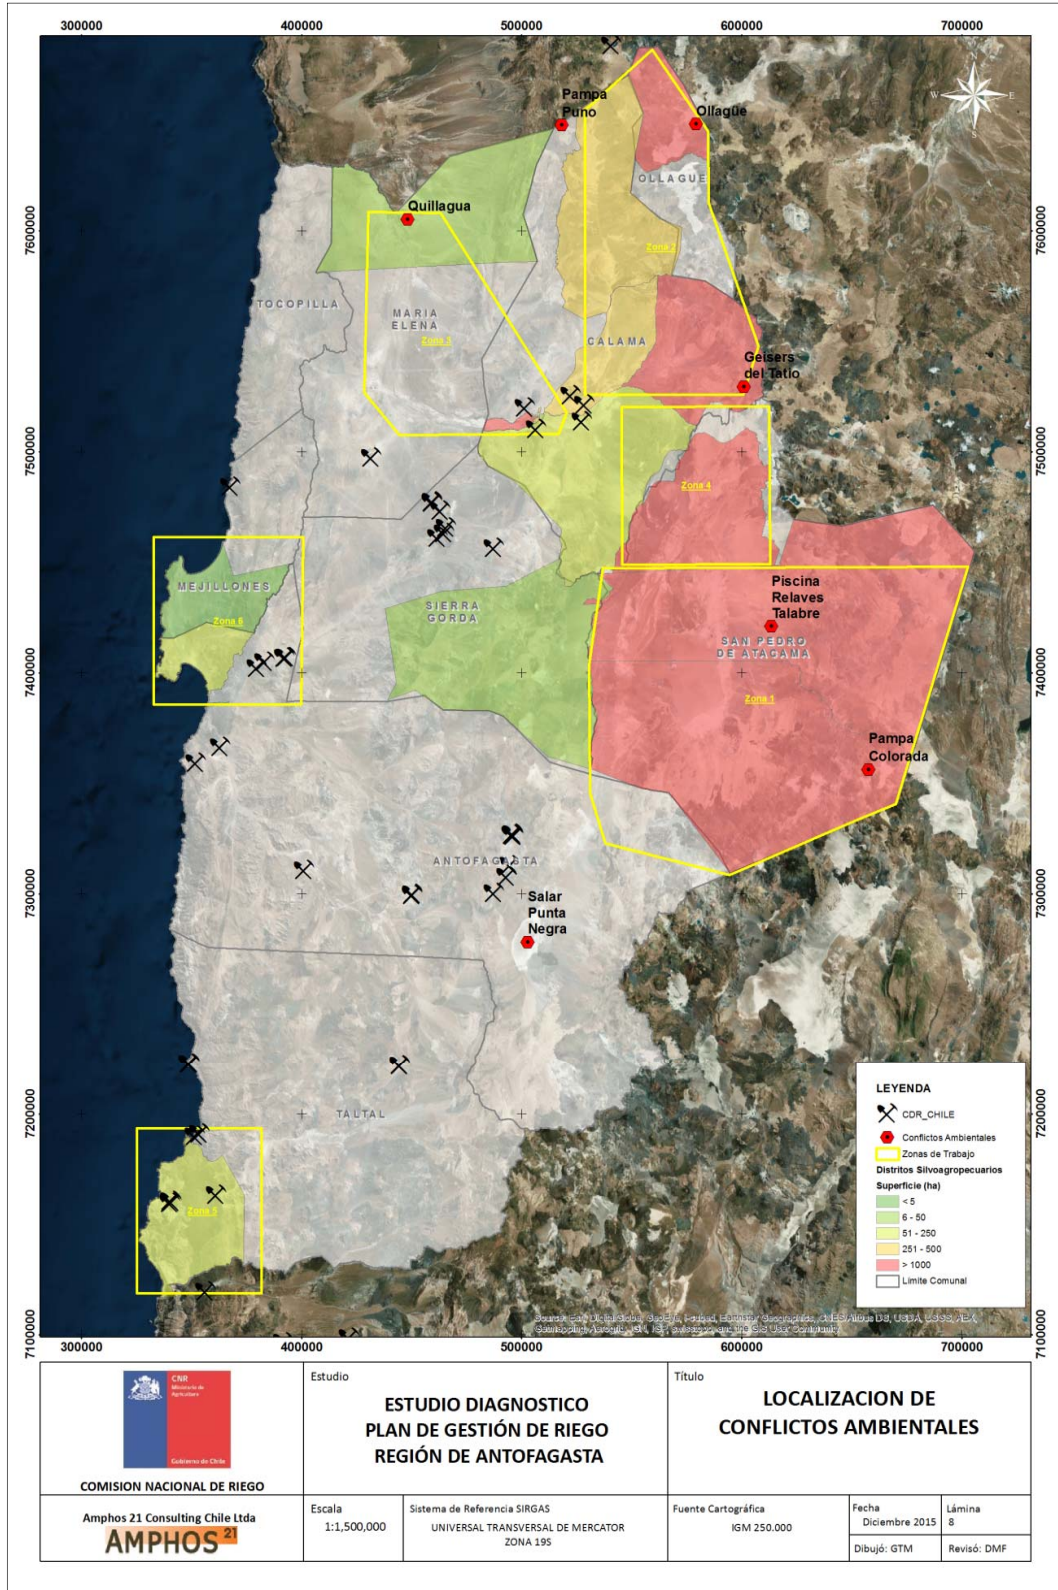 300000 400000 500000 600000 700000
7600000
7500000
7400000
7300000
7200000
7100000
7600000
7500000
7400000
7300000
7200000
7100000
N
W E
S
Pampa
Puno
Ollagüe
OLLAGUE
Quillagua
Zona 2
TOCOPILLA
MARIA
ELENA
Zona 3
CALAMA
Geisers
del Tatio
Zona 4
MEJILLONES
Zona 6
SIERRA
GORDA
Piscina
Relaves
Talabre
SAN PEDRO
DE ATACAMA
Zona 1
Pampa
Colorada
ANTOFAGASTA
Salar
Punta
Negra
TALTAL
Zona 5
LEYENDA
CDR_CHILE
Conflictos Ambientales
Zonas de Trabajo
Distritos Silvoagropecuarios
Superficie (ha)
< 5
6 - 50
51 - 250
251 - 500
> 1000
Limite Comunal
300000 400000 500000 600000 700000
CNR
Ministerio de
Agricultura
Gobierno de Chile
COMISION NACIONAL DE RIEGO
Estudio
ESTUDIO DIAGNOSTICO
PLAN DE GESTIÓN DE RIEGO
REGIÓN DE ANTOFAGASTA
Título
LOCALIZACION DE
CONFLICTOS AMBIENTALES
Amphos 21 Consulting Chile Ltda
AMPHOS 21
Escala
1:1,500,000
Sistema de Referencia SIRGAS
UNIVERSAL TRANSVERSAL DE MERCATOR
ZONA 19S
Fuente Cartográfica
IGM 250.000
Fecha
Diciembre 2015
Lámina
8
Dibujó: GTM
Revisó: DMF